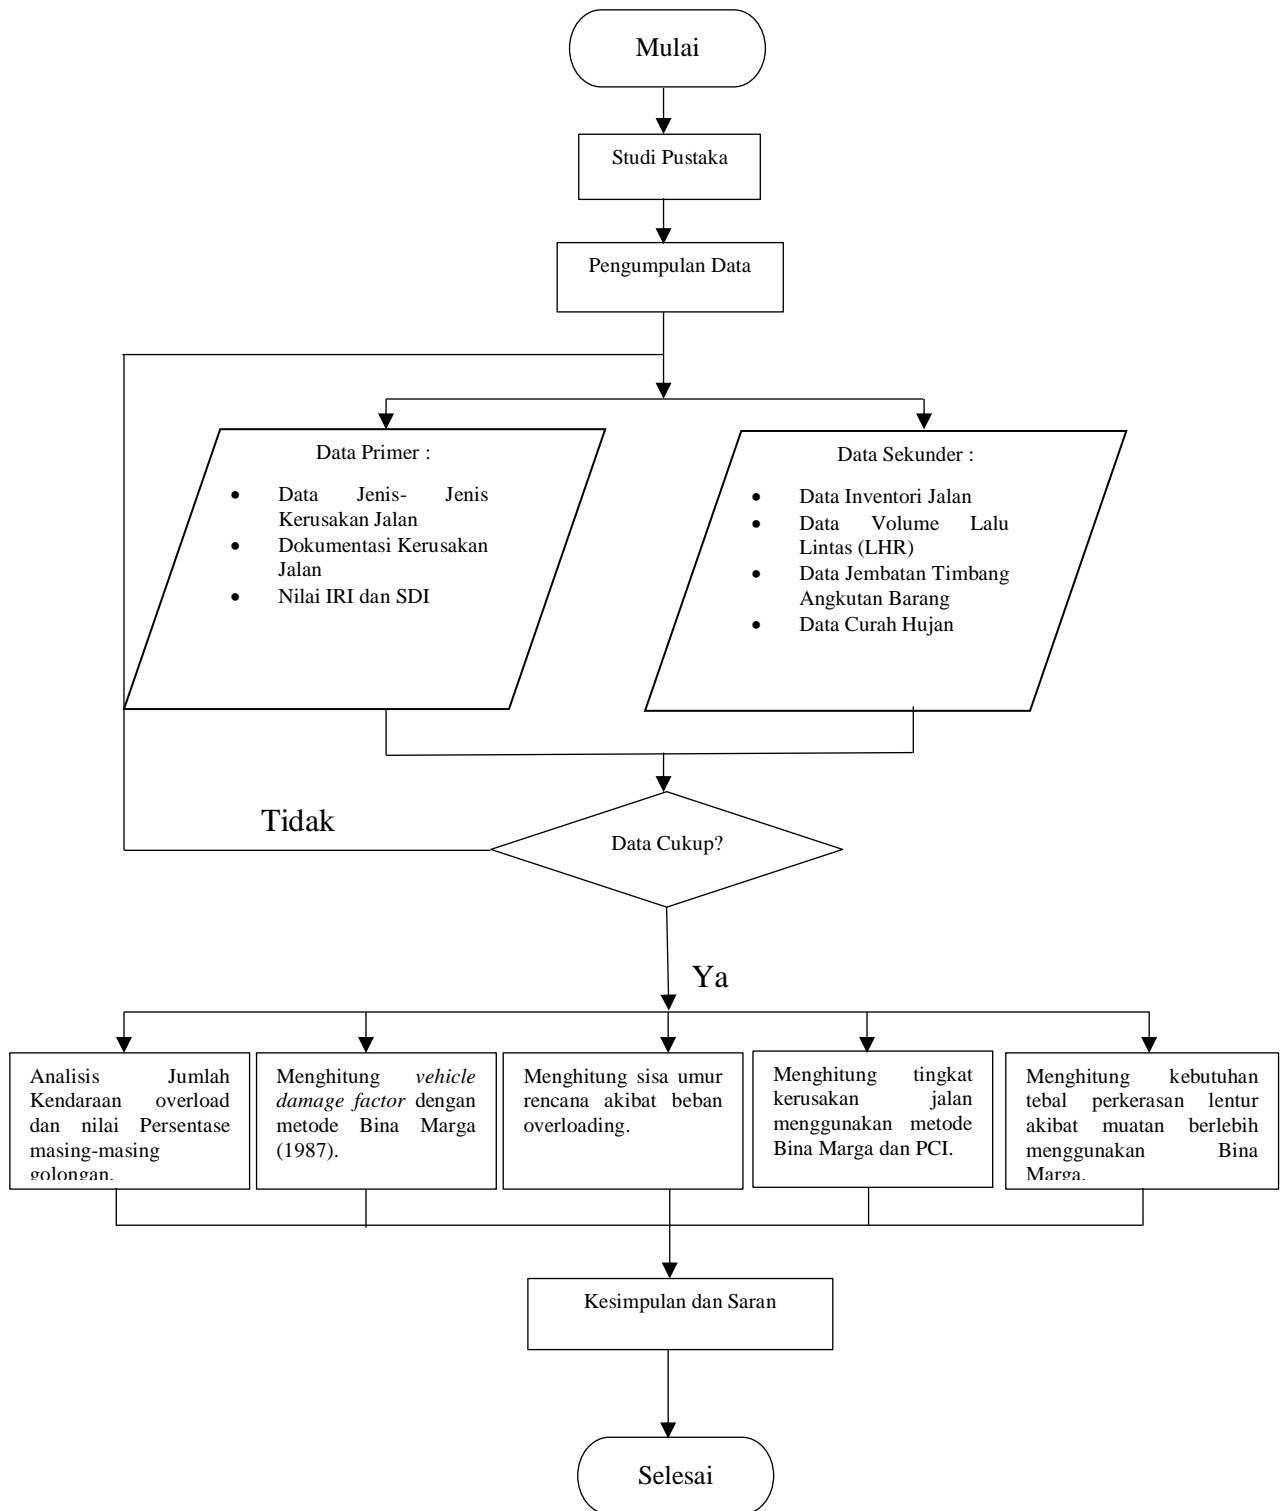 Mulai
Studi Pustaka
Pengumpulan Data
Data Primer :
• Data Jenis- Jenis
Kerusakan Jalan
• Dokumentasi Kerusakan
Jalan
• Nilai IRI dan SDI
Data Sekunder :
• Data Inventori Jalan
• Data Volume Lalu
Lintas (LHR)
• Data Jembatan Timbang
Angkutan Barang
• Data Curah Hujan
Tidak
Data Cukup?
Ya
Analisis Jumlah
Kendaraan overload
dan nilai Persentase
masing-masing
golongan.
Menghitung vehicle
damage factor dengan
metode Bina Marga
(1987).
Menghitung sisa umur
rencana akibat beban
overloading.
Menghitung tingkat
kerusakan jalan
menggunakan metode
Bina Marga dan PCI.
Menghitung kebutuhan
tebal perkerasan lentur
akibat muatan berlebih
menggunakan Bina
Marga.
Kesimpulan dan Saran
Selesai